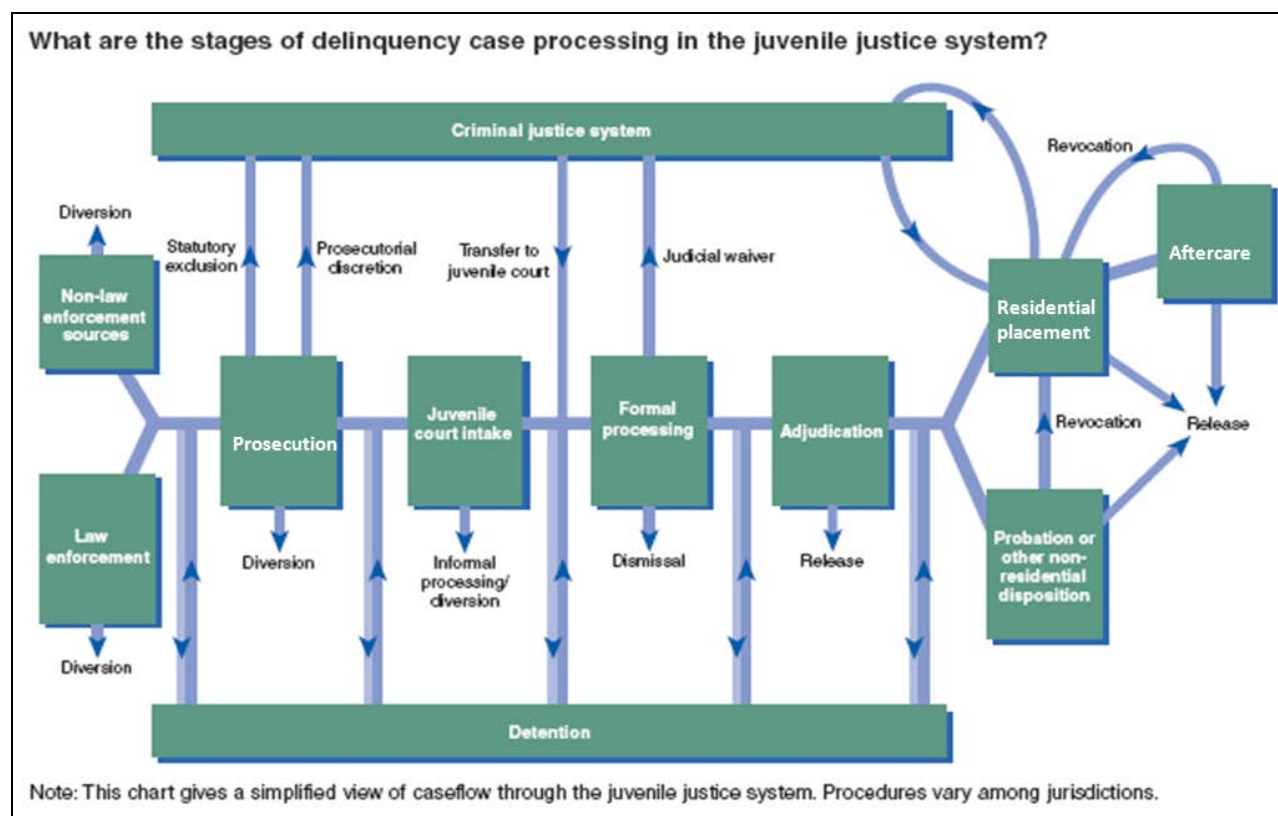 What are the stages of delinquency case processing in the juvenile justice system?
Criminal justice system
Revocation
Diversion
Statutory
exclusion
Prosecutorial
discretion
Transfer to
juvenile court
Judicial waiver
Aftercare
Non-law
enforcement
sources
Residential
placement
Prosecution
Juvenile
court intake
Formal
processing
Adjudication
Revocation
Release
Law
enforcement
Diversion
Informal
processing/
diversion
Dismissal
Release
Probation or
other non-
residential
disposition
Diversion
Detention
Note: This chart gives a simplified view of caseflow through the juvenile justice system. Procedures vary among jurisdictions.